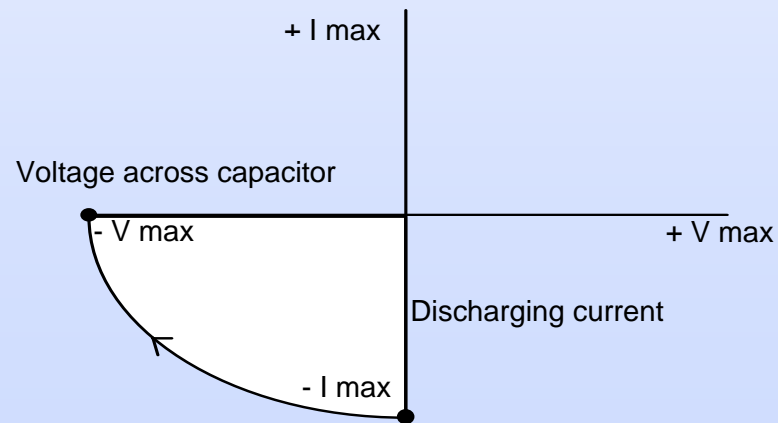 + I max
Voltage across capacitor
- V max
+ V max
Discharging current
- I max